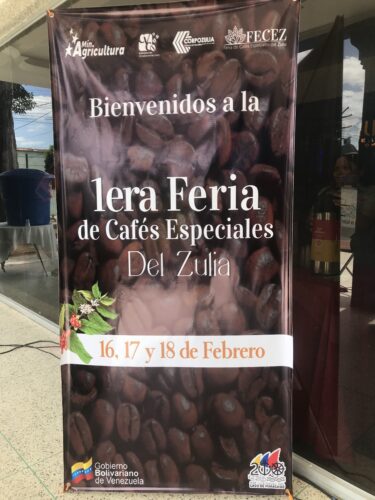 Min.
Agricultura
CORPOZULIA
FECEZ
Bienvenidos a la
1era Feria
de Cafés Especiales
Del Zulia
16, 17 y 18 de Febrero
Gobierno
Bolivariano
de Venezuela
200